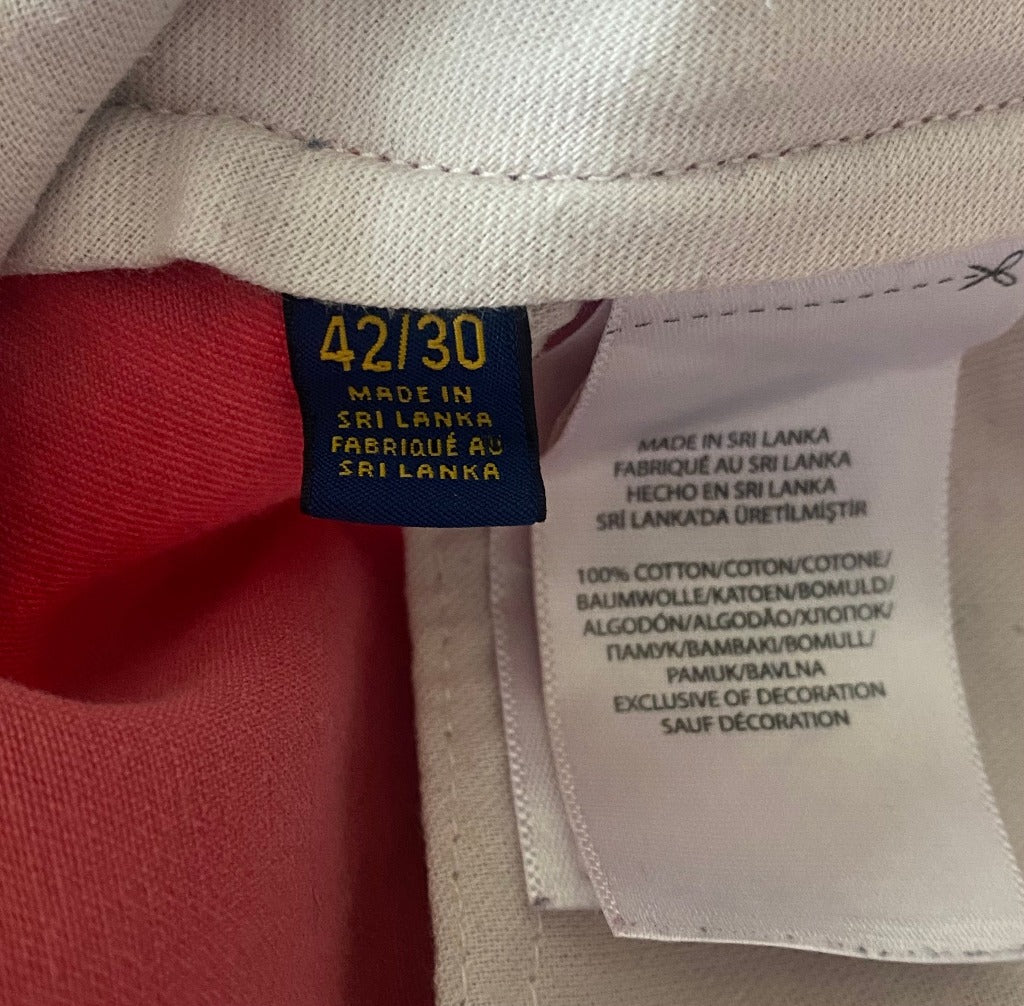 42/30
MADE IN
SRI LANKA
FABRIQUÉ AU
SRI LANKA
MADE IN SRI LANKA
FABRIQUÉ AU SRI LANKA
HECHO EN SRI LANKA
SRİ LANKA'DA ÜRETİLMİŞTİR
100% COTTON/COTON/COTONE/
BAUMWOLLE/KATOEN/BOMULD/
ALGODÓN/ALGODÃO/ХЛОПОК/
ПАМУК/ΒΑΜΒΑΚΙ/BOMULL/
PAMUK/BAVLNA
EXCLUSIVE OF DECORATION
SAUF DÉCORATION